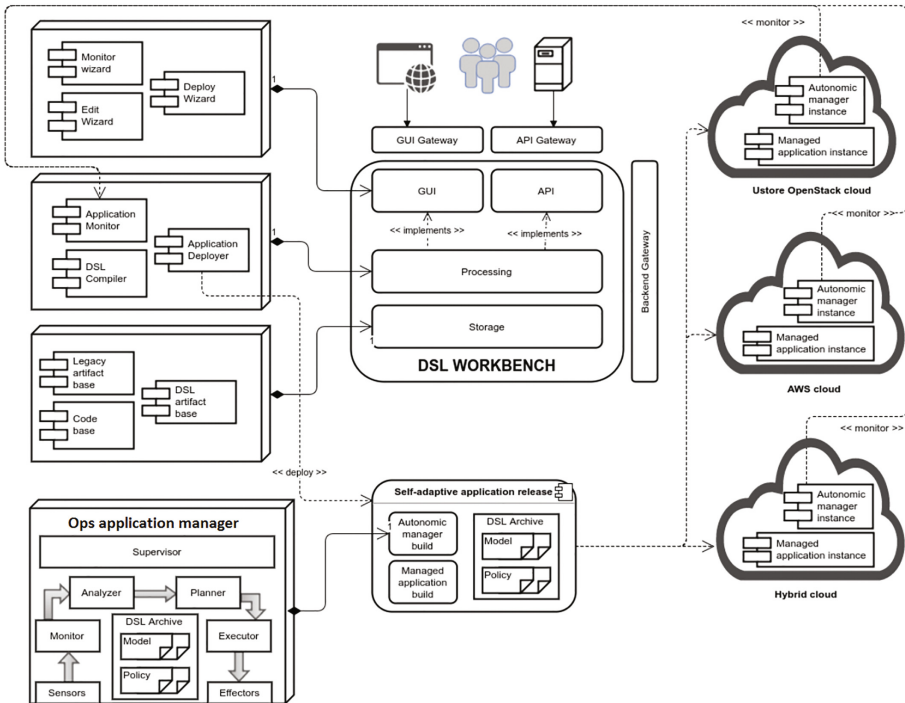 << monitor >>
Monitor
wizard
Deploy
Wizard
Edit
Wizard
1
GUI Gateway
API Gateway
Autonomic
manager
instance
Managed
application instance
Ustore OpenStack cloud
Application
Monitor
Application
Deployer
DSL
Compiler
1
GUI
API
<< implements >>
<< implements >>
Processing
Storage
DSL WORKBENCH
Backend Gateway
<< monitor >>
Autonomic
manager
instance
Managed
application instance
AWS cloud
Legacy
artifact
base
DSL
artifact
base
Code
base
<< deploy >>
<< monitor >>
Autonomic
manager
instance
Managed
application instance
Hybrid cloud
Self-adaptive application release
1
Autonomic
manager
build
Managed
application
build
DSL Archive
Model
Policy
Ops application manager
Supervisor
Analyzer
Planner
Monitor
DSL Archive
Model
Policy
Executor
Sensors
Effectors